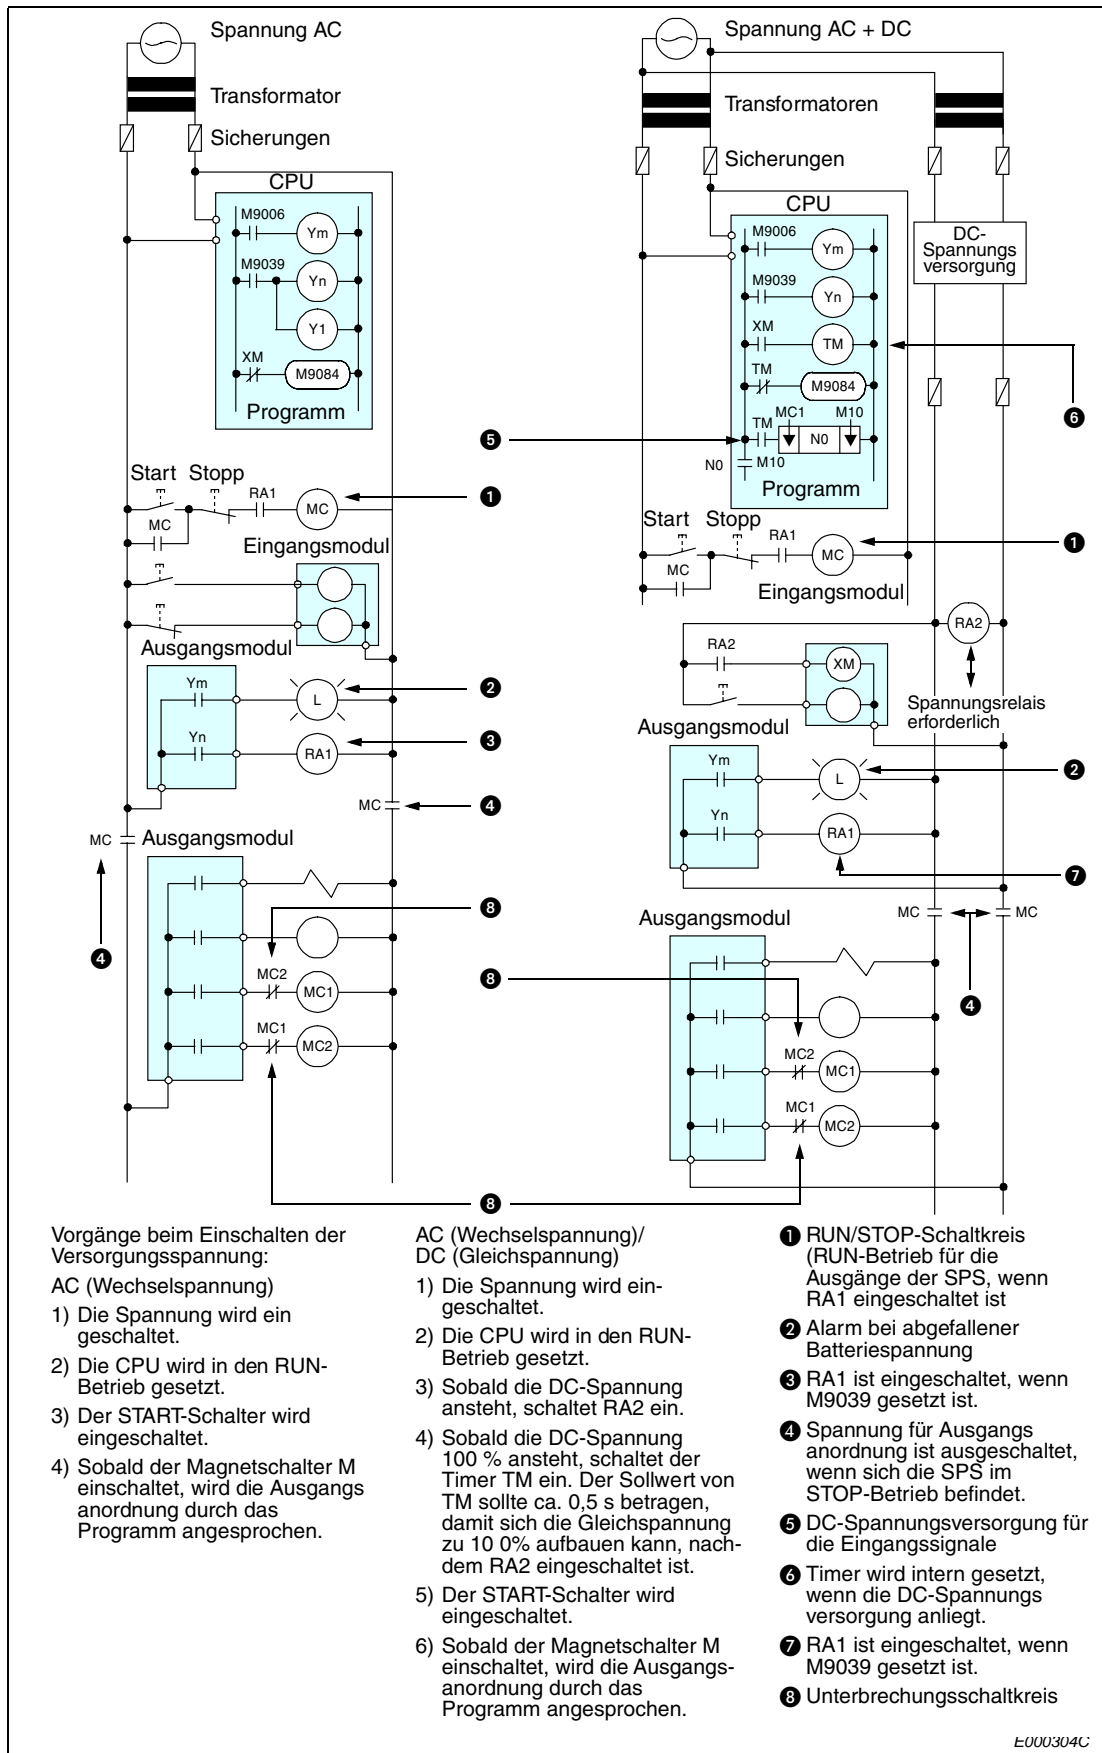 Spannung AC
Transformator
Sicherungen
CPU
M9006
Ym
M9039
Yn
Y1
XM
M9084
Programm
Start Stopp
RA1
MC
MC
❶
Eingangsmodul
Ausgangsmodul
Ym
L
❷
Yn
RA1
❸
MC
❹
MC
Ausgangsmodul
❹
❽
MC2
MC1
MC1
MC2
❽
Spannung AC + DC
Transformatoren
Sicherungen
CPU
DC-
Spannungs
versorgung
M9006
Ym
M9039
Yn
XM
TM
TM
M9084
❻
MC1 M10
TM
N0
❺
N0
M10
Programm
Start Stopp
RA1
MC
MC
❶
Eingangsmodul
RA2
RA2
XM
Spannungsrelais
erforderlich
Ausgangsmodul
Ym
L
❷
Yn
RA1
❼
Ausgangsmodul
MC
MC
❹
❽
MC2
MC1
MC1
MC2
Vorgänge beim Einschalten der
Versorgungsspannung:
AC (Wechselspannung)
1) Die Spannung wird ein
geschaltet.
2) Die CPU wird in den RUN-
Betrieb gesetzt.
3) Der START-Schalter wird
eingeschaltet.
4) Sobald der Magnetschalter M
einschaltet, wird die Ausgangs
anordnung durch das
Programm angesprochen.
AC (Wechselspannung)/
DC (Gleichspannung)
1) Die Spannung wird ein-
geschaltet.
2) Die CPU wird in den RUN-
Betrieb gesetzt.
3) Sobald die DC-Spannung
ansteht, schaltet RA2 ein.
4) Sobald die DC-Spannung
100 % ansteht, schaltet der
Timer TM ein. Der Sollwert von
TM sollte ca. 0,5 s betragen,
damit sich die Gleichspannung
zu 10 0% aufbauen kann, nach-
dem RA2 eingeschaltet ist.
5) Der START-Schalter wird
eingeschaltet.
6) Sobald der Magnetschalter M
einschaltet, wird die Ausgangs-
anordnung durch das
Programm angesprochen.
❶ RUN/STOP-Schaltkreis
(RUN-Betrieb für die
Ausgänge der SPS, wenn
RA1 eingeschaltet ist
❷ Alarm bei abgefallener
Batteriespannung
❸ RA1 ist eingeschaltet, wenn
M9039 gesetzt ist.
❹ Spannung für Ausgangs
anordnung ist ausgeschaltet,
wenn sich die SPS im
STOP-Betrieb befindet.
❺ DC-Spannungsversorgung für
die Eingangssignale
❻ Timer wird intern gesetzt,
wenn die DC-Spannungs
versorgung anliegt.
❼ RA1 ist eingeschaltet, wenn
M9039 gesetzt ist.
❽ Unterbrechungsschaltkreis
E000304C